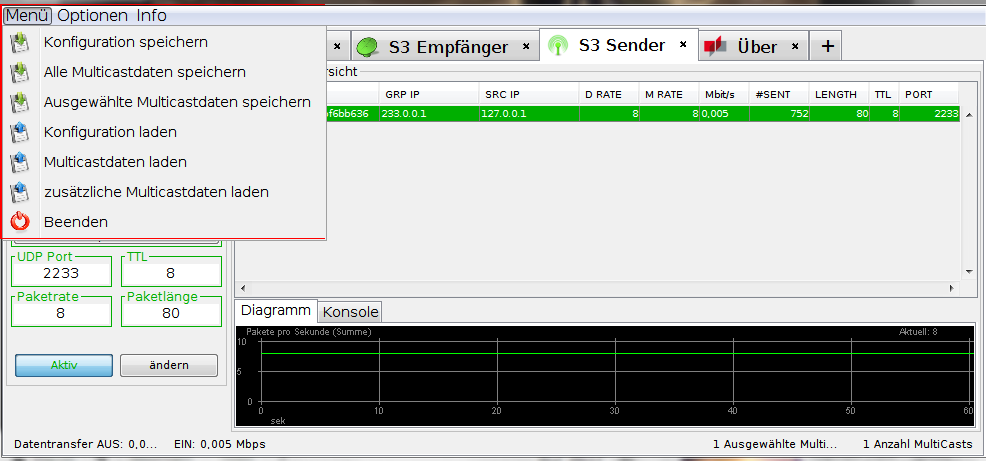 Menü Optionen Info
Konfiguration speichern
Alle Multicastdaten speichern
Ausgewählte Multicastdaten speichern
Konfiguration laden
Multicastdaten laden
zusätzliche Multicastdaten laden
Beenden
× S3 Empfänger × S3 Sender × Über × +
GRP IP SRC IP D RATE M RATE Mbit/s #SENT LENGTH TTL PORT
233.0.0.1 127.0.0.1 8 8 0,005 752 80 8 2233
UDP Port TTL
2233 8
Paketrate Paketlänge
8 80
Aktiv ändern
Diagramm Konsole
Pakete pro Sekunde (Summe) Aktuell: 8
10
5
0
0 10 20 30 40 50 60
sek
Datentransfer AUS: 0,0... EIN: 0,005 Mbps 1 Ausgewählte Multi... 1 Anzahl MultiCasts